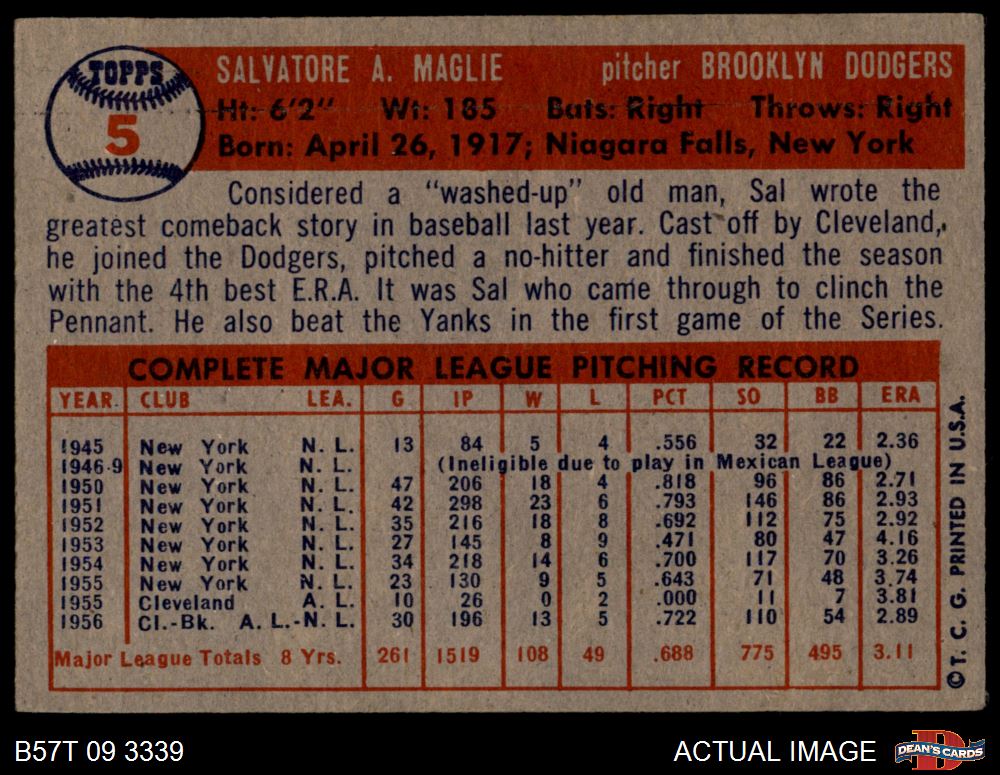 TOPPS
5
SALVATORE A. MAGLIE pitcher BROOKLYN DODGERS
Ht: 6'2" Wt: 185 Bats: Right Throws: Right
Born: April 26, 1917; Niagara Falls, New York
Considered a "washed-up" old man, Sal wrote the
greatest comeback story in baseball last year. Cast off by Cleveland,
he joined the Dodgers, pitched a no-hitter and finished the season
with the 4th best E.R.A. It was Sal who came through to clinch the
Pennant. He also beat the Yanks in the first game of the Series.
COMPLETE MAJOR LEAGUE PITCHING RECORD
YEAR CLUB LEA. G IP W L PCT SO BB ERA
1945 New York N. L. 13 84 5 4 .556 32 22 2.36
1946-9 New York N. L. (Ineligible due to play in Mexican League)
1950 New York N. L. 47 206 18 4 .818 96 86 2.71
1951 New York N. L. 42 298 23 6 .793 146 86 2.93
1952 New York N. L. 35 216 18 8 .692 112 75 2.92
1953 New York N. L. 27 145 8 9 .471 80 47 4.16
1954 New York N. L. 34 218 14 6 .700 117 70 3.26
1955 New York N. L. 23 130 9 5 .643 71 48 3.74
1955 Cleveland A. L. 10 26 0 2 .000 11 7 3.81
1956 Cl.-Bk. A. L.-N. L. 30 196 13 5 .722 110 54 2.89
Major League Totals 8 Yrs. 261 1519 108 49 .688 775 495 3.11
©T. C. G. PRINTED IN U.S.A.
B57T 09 3339
ACTUAL IMAGE
DEAN'S CARDS